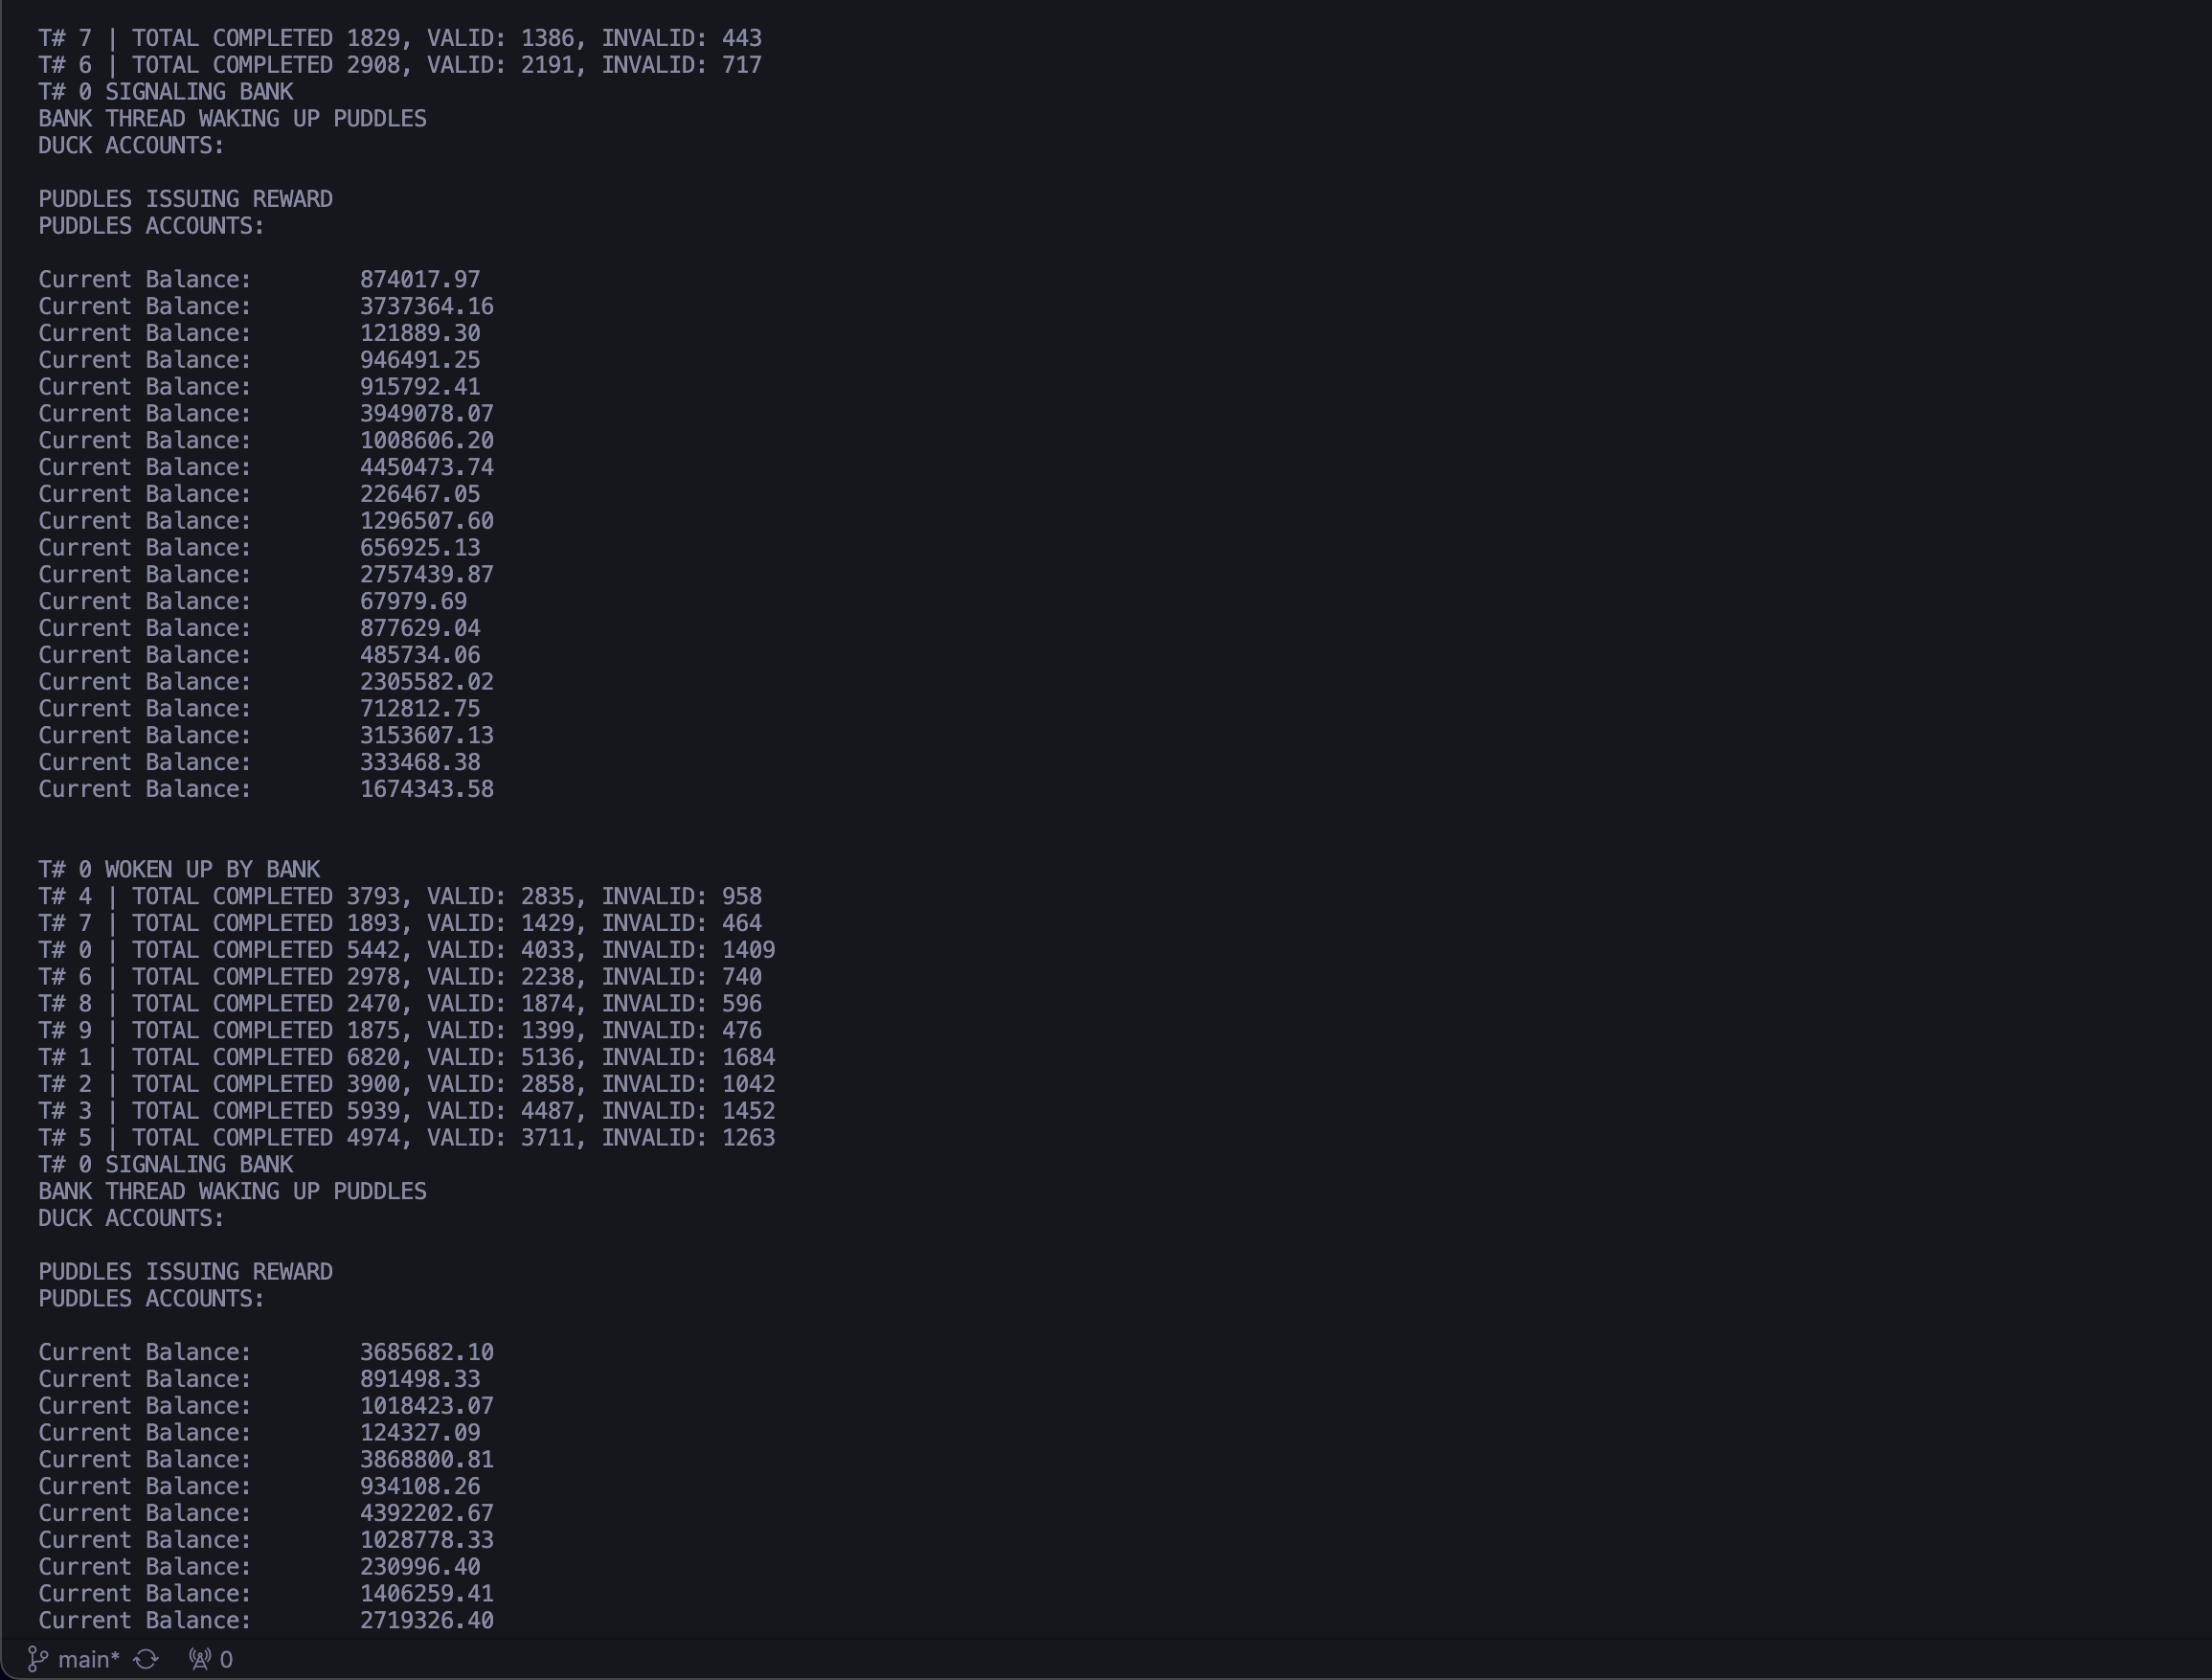 T# 7 | TOTAL COMPLETED 1829, VALID: 1386, INVALID: 443
T# 6 | TOTAL COMPLETED 2908, VALID: 2191, INVALID: 717
T# 0 SIGNALING BANK
BANK THREAD WAKING UP PUDDLES
DUCK ACCOUNTS:
PUDDLES ISSUING REWARD
PUDDLES ACCOUNTS:
Current Balance: 874017.97
Current Balance: 3737364.16
Current Balance: 121889.30
Current Balance: 946491.25
Current Balance: 915792.41
Current Balance: 3949078.07
Current Balance: 1008606.20
Current Balance: 4450473.74
Current Balance: 226467.05
Current Balance: 1296507.60
Current Balance: 656925.13
Current Balance: 2757439.87
Current Balance: 67979.69
Current Balance: 877629.04
Current Balance: 485734.06
Current Balance: 2305582.02
Current Balance: 712812.75
Current Balance: 3153607.13
Current Balance: 333468.38
Current Balance: 1674343.58
T# 0 WOKEN UP BY BANK
T# 4 | TOTAL COMPLETED 3793, VALID: 2835, INVALID: 958
T# 7 | TOTAL COMPLETED 1893, VALID: 1429, INVALID: 464
T# 0 | TOTAL COMPLETED 5442, VALID: 4033, INVALID: 1409
T# 6 | TOTAL COMPLETED 2978, VALID: 2238, INVALID: 740
T# 8 | TOTAL COMPLETED 2470, VALID: 1874, INVALID: 596
T# 9 | TOTAL COMPLETED 1875, VALID: 1399, INVALID: 476
T# 1 | TOTAL COMPLETED 6820, VALID: 5136, INVALID: 1684
T# 2 | TOTAL COMPLETED 3900, VALID: 2858, INVALID: 1042
T# 3 | TOTAL COMPLETED 5939, VALID: 4487, INVALID: 1452
T# 5 | TOTAL COMPLETED 4974, VALID: 3711, INVALID: 1263
T# 0 SIGNALING BANK
BANK THREAD WAKING UP PUDDLES
DUCK ACCOUNTS:
PUDDLES ISSUING REWARD
PUDDLES ACCOUNTS:
Current Balance: 3685682.10
Current Balance: 891498.33
Current Balance: 1018423.07
Current Balance: 124327.09
Current Balance: 3868800.81
Current Balance: 934108.26
Current Balance: 4392202.67
Current Balance: 1028778.33
Current Balance: 230996.40
Current Balance: 1406259.41
Current Balance: 2719326.40
main* 0